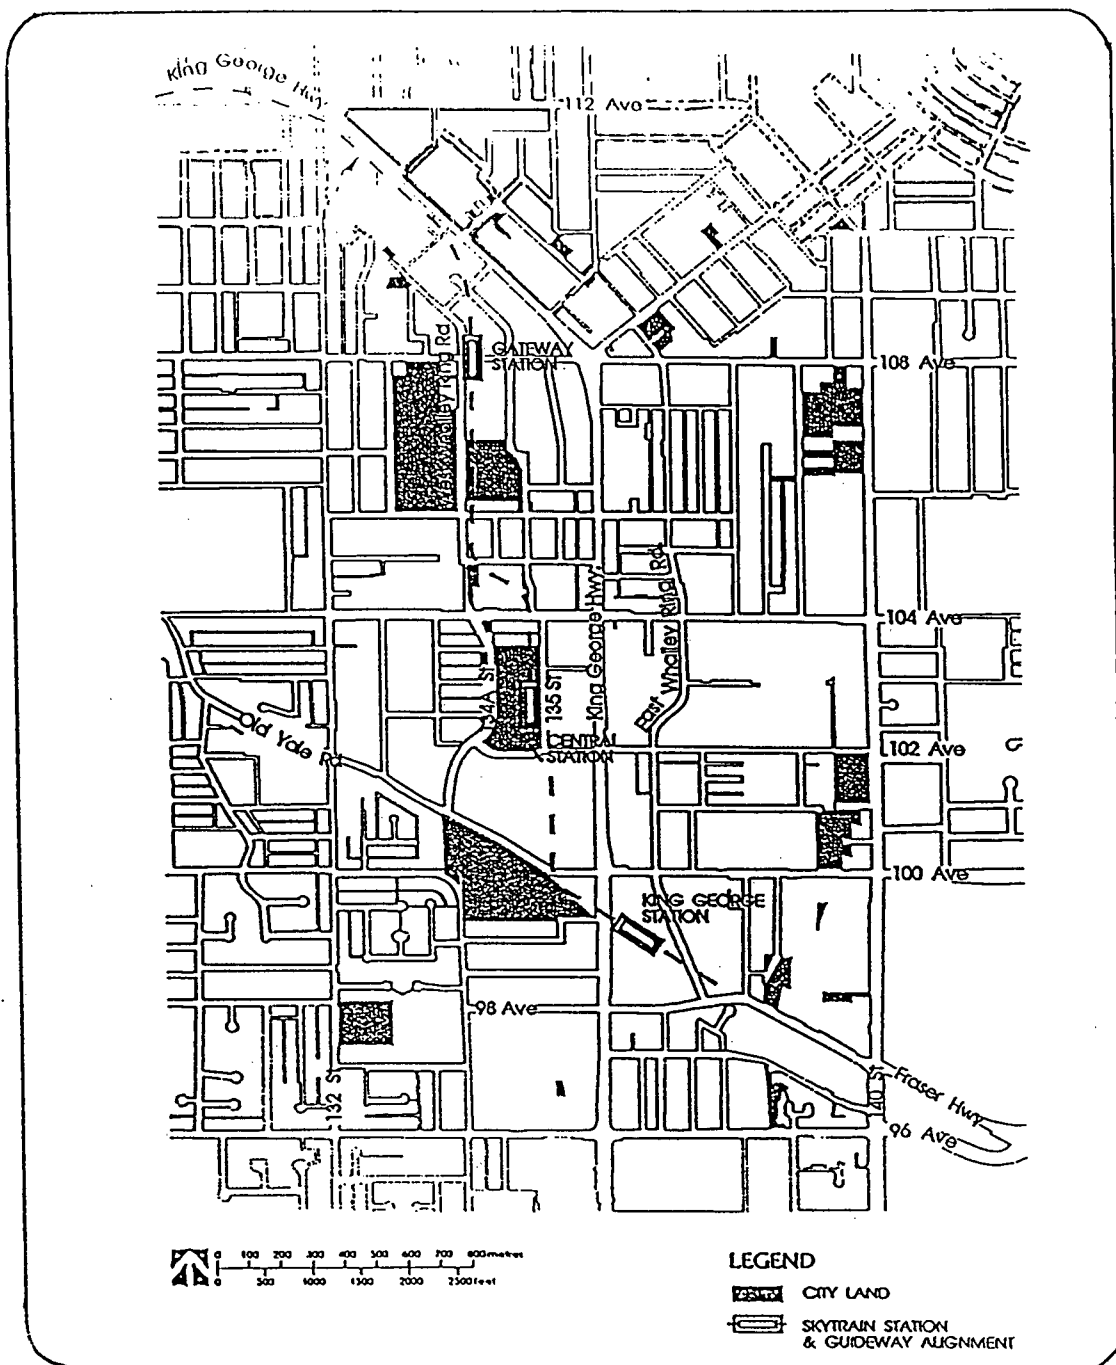 King George Hwy
112 Ave
GATEWAY
STATION
West Whalley Ring Rd
108 Ave
King George Hwy.
East Whalley Ring Rd
104 Ave
134A St
135 ST
Old Yale Rd
CENTRAL
STATION
102 Ave
100 Ave
KING GEORGE
STATION
98 Ave
132 St
140 ST
Fraser Hwy
96 Ave
0 100 200 300 400 500 600 700 800 metres
0 500 1000 1500 2000 2500 feet
LEGEND
CITY LAND
SKYTRAIN STATION
& GUIDEWAY ALIGNMENT